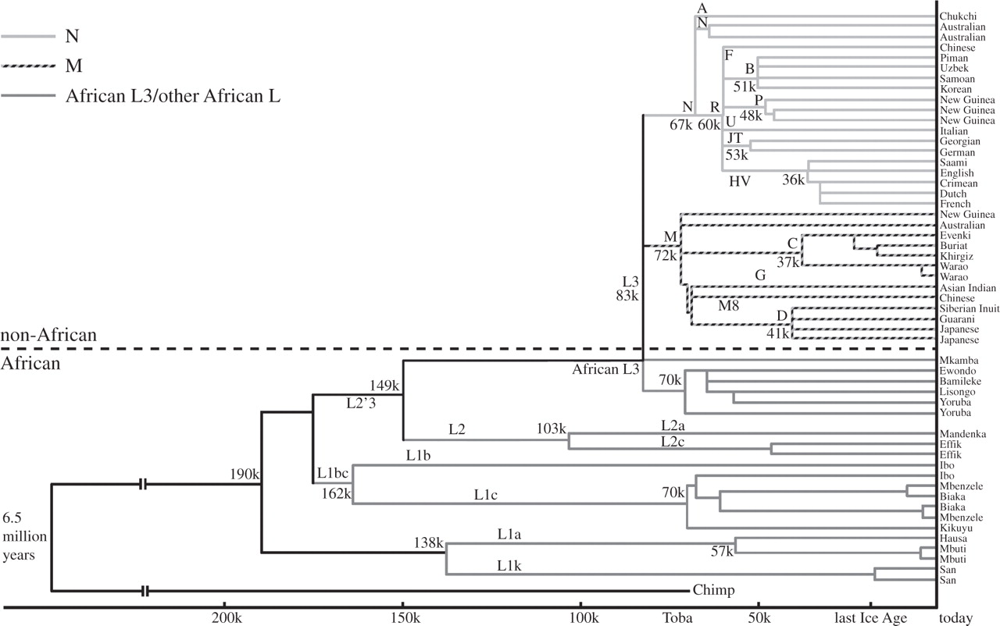 N
M
African L3/other African L
A
N
N
67k
R
60k
F
B
51k
P
48k
U
JT
53k
HV
36k
M
72k
C
37k
G
M8
D
41k
L3
83k
non-African
African
African L3
70k
149k
L2’3
L2
103k
L2a
L2c
L1b
L1bc
162k
190k
L1c
70k
138k
L1a
57k
L1k
6.5
million
years
Chimp
Chukchi
Australian
Australian
Chinese
Piman
Uzbek
Samoan
Korean
New Guinea
New Guinea
New Guinea
Italian
Georgian
German
Saami
English
Crimean
Dutch
French
New Guinea
Australian
Evenki
Buriat
Khirgiz
Warao
Warao
Asian Indian
Chinese
Siberian Inuit
Guarani
Japanese
Japanese
Mkamba
Ewondo
Bamileke
Lisongo
Yoruba
Yoruba
Mandenka
Effik
Effik
Ibo
Ibo
Mbenzele
Biaka
Biaka
Mbenzele
Kikuyu
Hausa
Mbuti
Mbuti
San
San
200k 150k 100k Toba 50k last Ice Age today